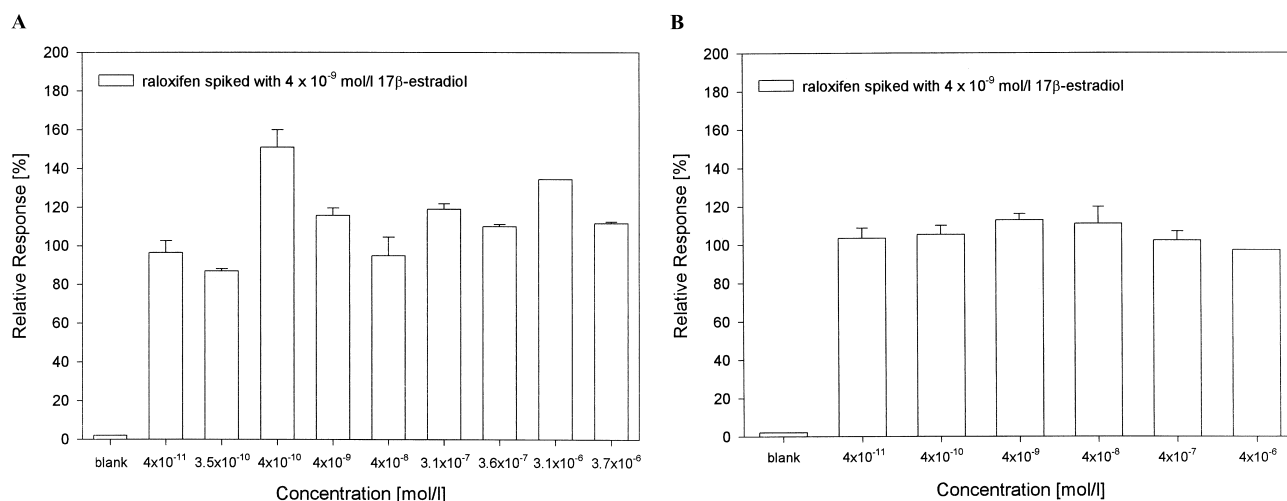 A
200
180
160
140
120
100
80
60
40
20
0
Relative Response [%]
raloxifen spiked with 4 x 10⁻⁹ mol/l 17β-estradiol
blank 4x10⁻¹¹ 3.5x10⁻¹⁰ 4x10⁻¹⁰ 4x10⁻⁹ 4x10⁻⁸ 3.1x10⁻⁷ 3.6x10⁻⁷ 3.1x10⁻⁶ 3.7x10⁻⁶
Concentration [mol/l]
B
200
180
160
140
120
100
80
60
40
20
0
Relative Response [%]
raloxifen spiked with 4 x 10⁻⁹ mol/l 17β-estradiol
blank 4x10⁻¹¹ 4x10⁻¹⁰ 4x10⁻⁹ 4x10⁻⁸ 4x10⁻⁷ 4x10⁻⁶
Concentration [mol/l]